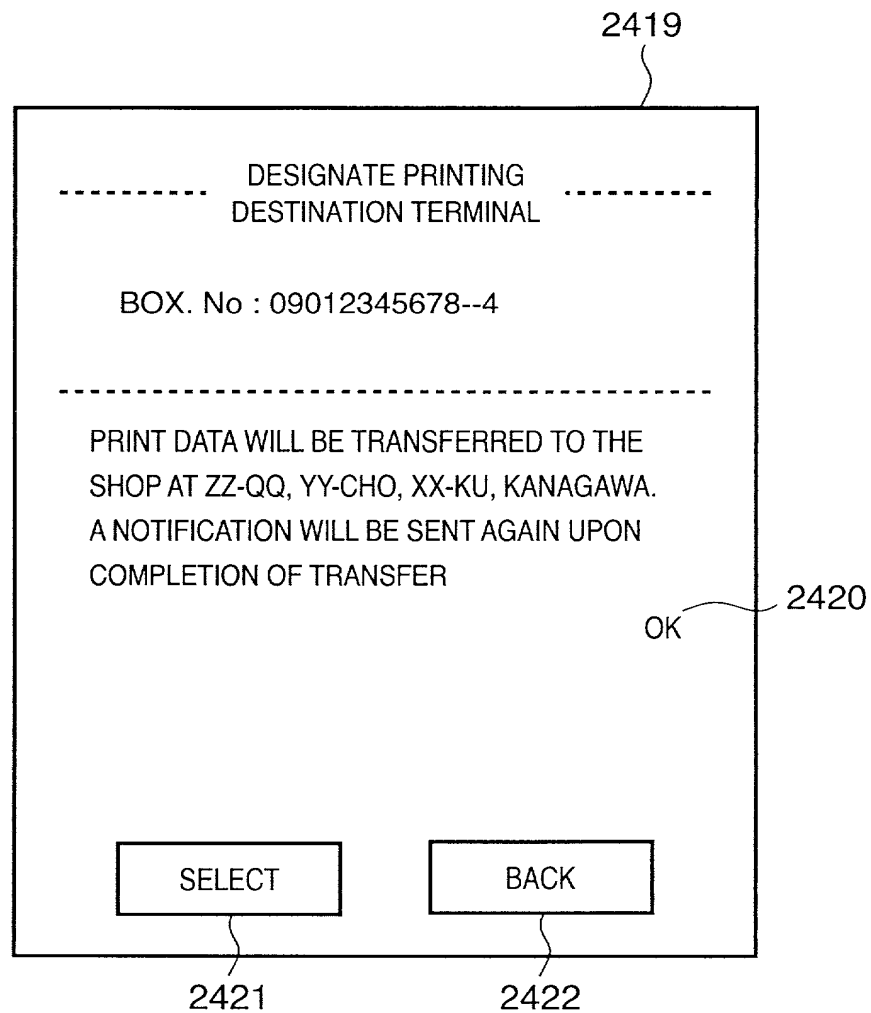 2419
DESIGNATE PRINTING
DESTINATION TERMINAL
BOX. No : 09012345678--4
PRINT DATA WILL BE TRANSFERRED TO THE
SHOP AT ZZ-QQ, YY-CHO, XX-KU, KANAGAWA.
A NOTIFICATION WILL BE SENT AGAIN UPON
COMPLETION OF TRANSFER
2420
OK
SELECT BACK
2421 2422